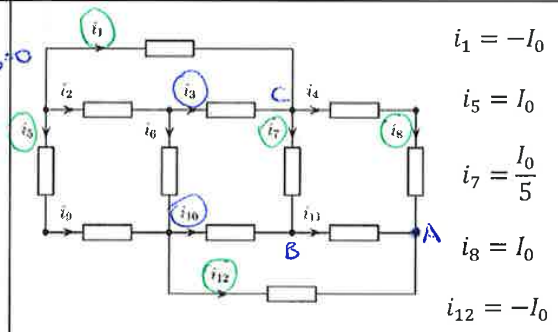 i₁
i₁ = −I₀
=0
i₂
i₃
C
i₄
i₅ = I₀
i₅
i₆
i₇
i₈
i₇ = I₀/5
i₉
i₁₀
i₁₁
A
B
i₈ = I₀
i₁₂
i₁₂ = −I₀